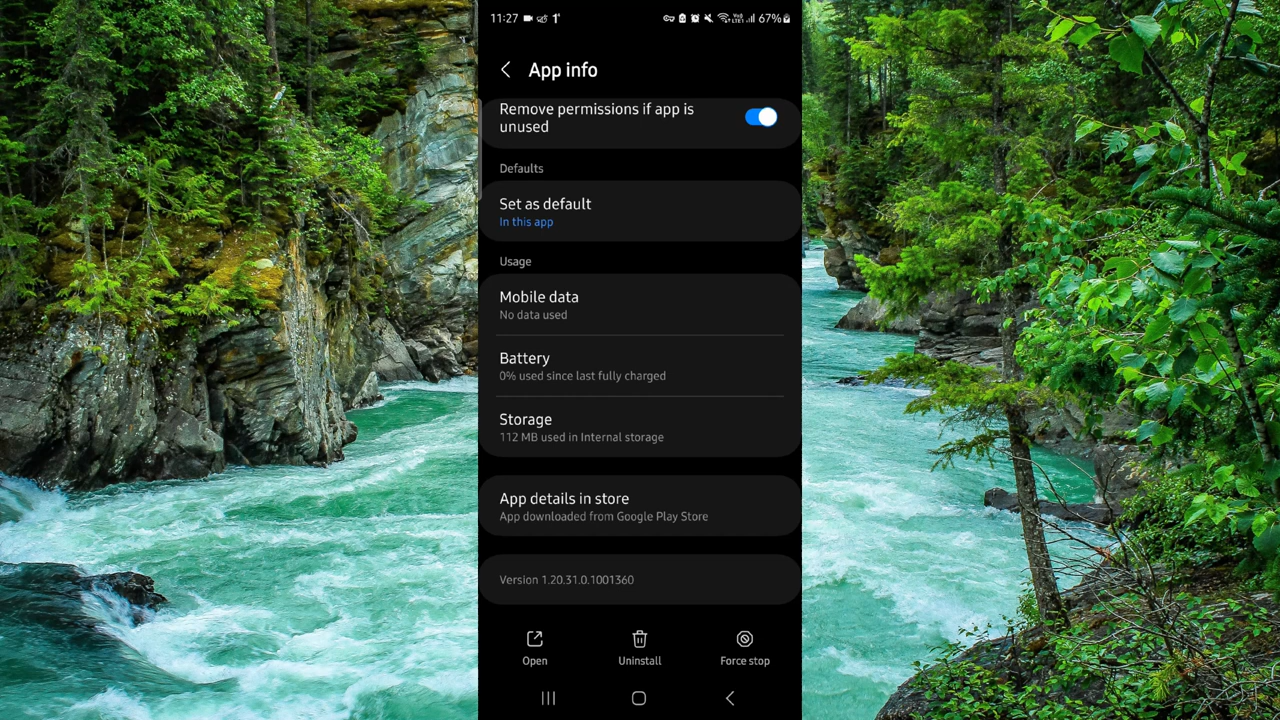 11:27
67%
App info
Remove permissions if app is
unused
Defaults
Set as default
In this app
Usage
Mobile data
No data used
Battery
0% used since last fully charged
Storage
112 MB used in Internal storage
App details in store
App downloaded from Google Play Store
Version 1.20.31.0.1001360
Open
Uninstall
Force stop